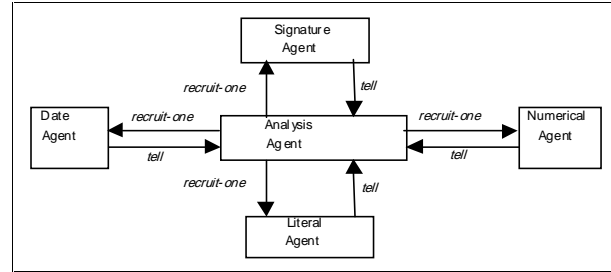 Signature
Agent
recruit-one
tell
Date
Agent
recruit-one
tell
Analysis
Agent
recruit-one
tell
Numerical
Agent
recruit-one
tell
Literal
Agent